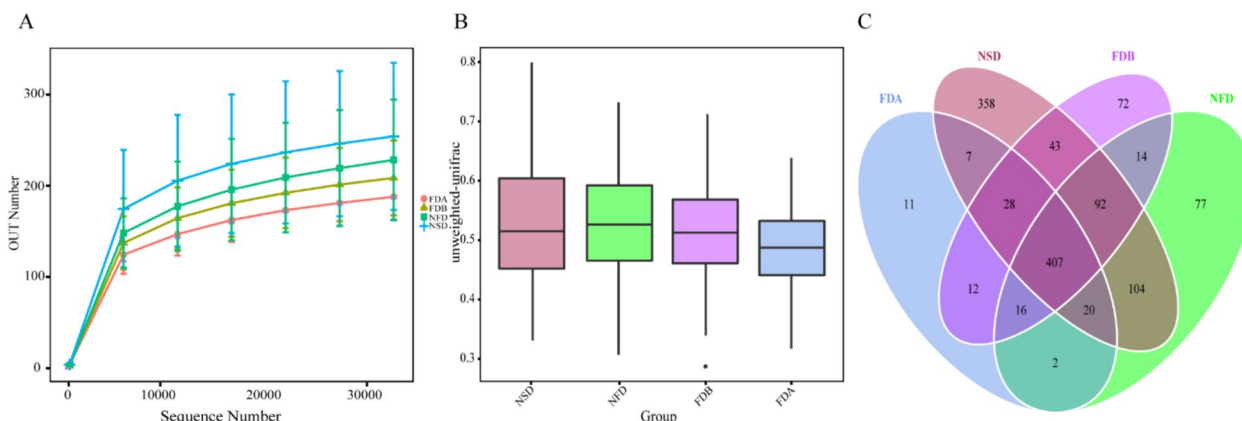 A
OUT Number
300
200
100
0
0
10000
20000
30000
Sequence Number
FDA
FDB
NFD
NSD
B
unweighted-unifrac
0.8
0.7
0.6
0.5
0.4
0.3
NSD
NFD
FDB
FDA
Group
C
NSD
FDB
FDA
NFD
358
72
7
43
14
11
28
92
77
407
12
104
16
20
2